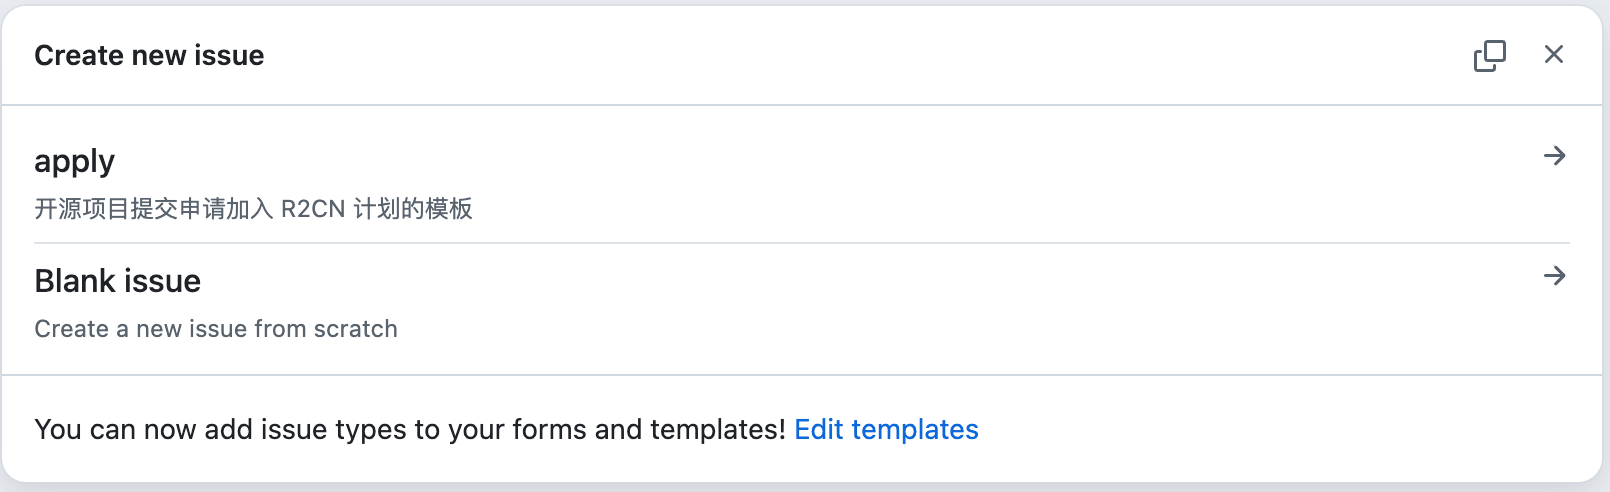 Create new issue
apply
开源项目提交申请加入 R2CN 计划的模板
Blank issue
Create a new issue from scratch
You can now add issue types to your forms and templates! Edit templates